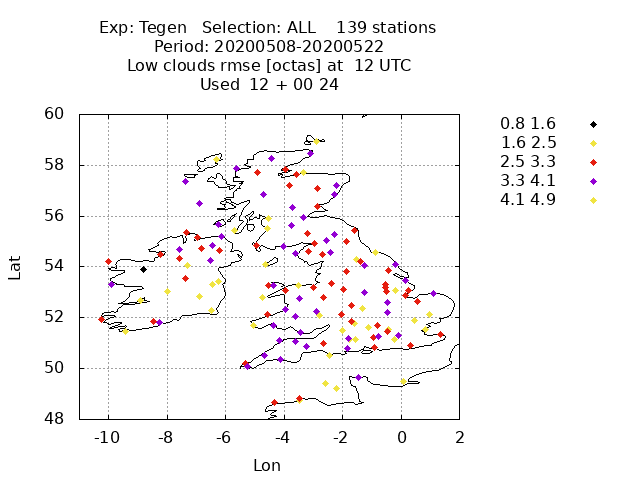 Exp: Tegen   Selection: ALL    139 stations
Period: 20200508-20200522
Low clouds rmse [octas] at  12 UTC
Used  12 + 00 24
0.8 1.6
1.6 2.5
2.5 3.3
3.3 4.1
4.1 4.9
60
58
56
54
52
50
48
Lat
-10 -8 -6 -4 -2 0 2
Lon